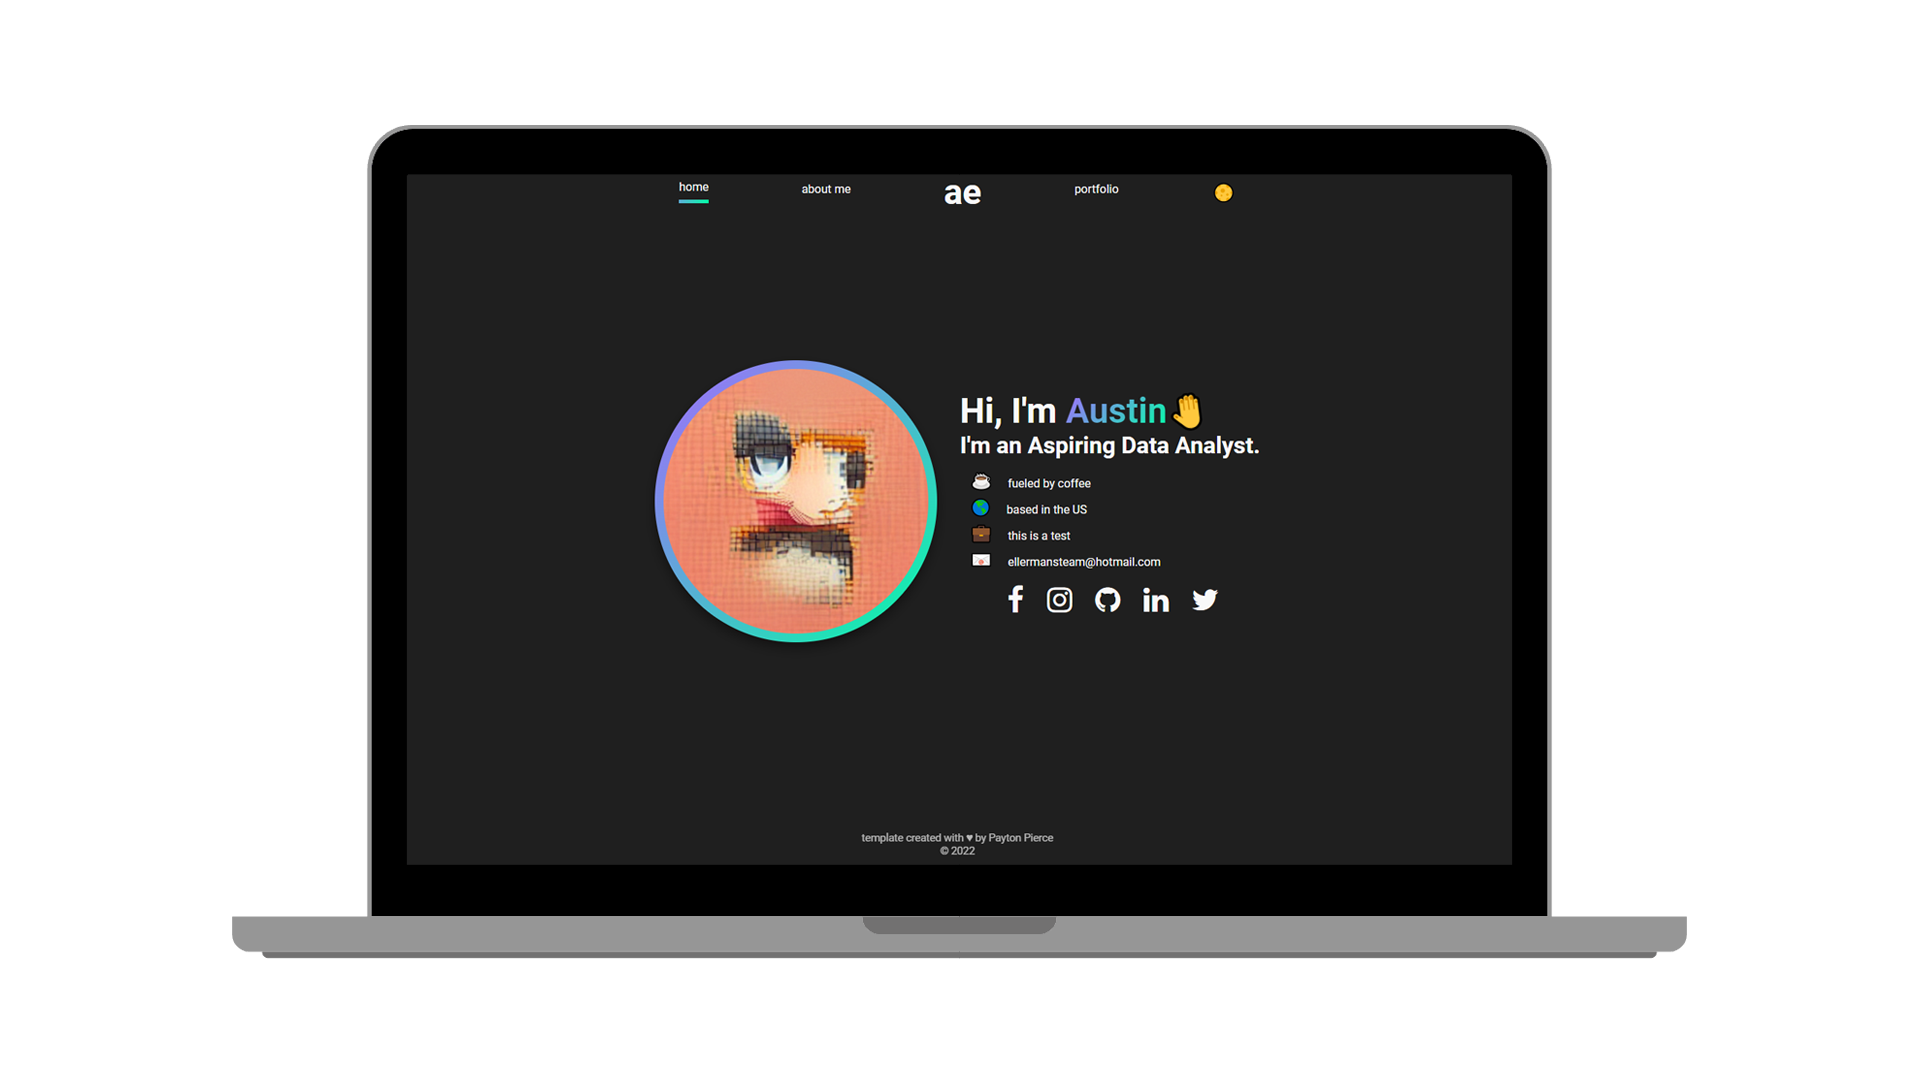 home
about me
ae
portfolio
Hi, I'm Austin
I'm an Aspiring Data Analyst.
fueled by coffee
based in the US
this is a test
ellermansteam@hotmail.com
template created with ♥ by Payton Pierce
© 2022